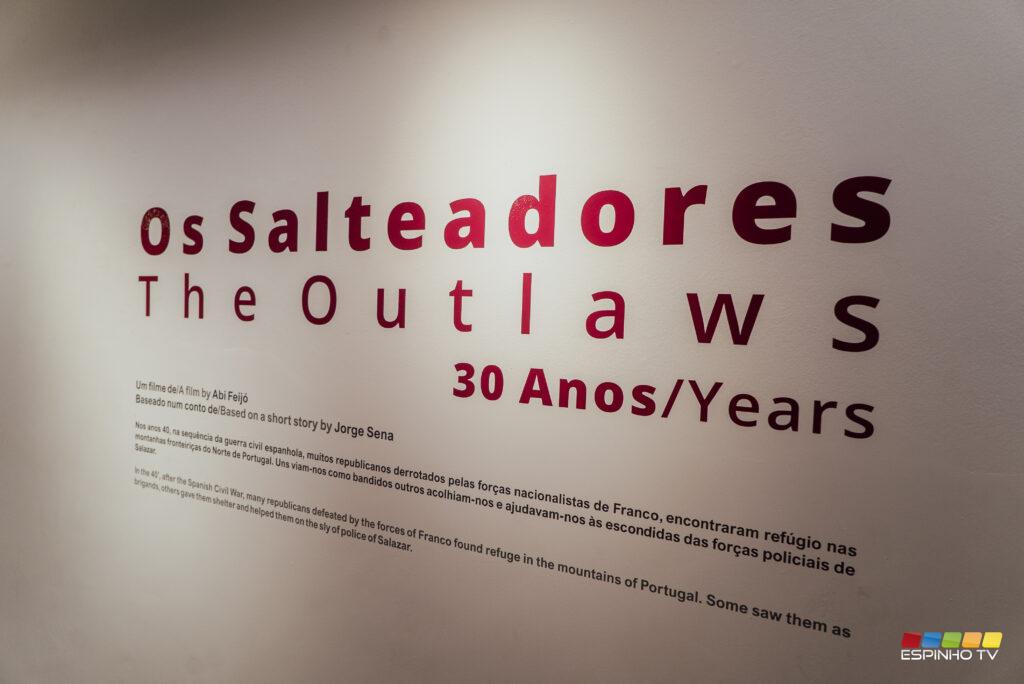 Os Salteadores
The Outlaws
30 Anos/Years
Um filme de/A film by Abi Feijó
Baseado num conto de/Based on a short story by Jorge Sena
Nos anos 40, na sequência da guerra civil espanhola, muitos republicanos derrotados pelas forças nacionalistas de Franco, encontraram refúgio nas
montanhas fronteiriças do Norte de Portugal. Uns viam-nos como bandidos outros acolhiam-nos e ajudavam-nos às escondidas das forças policiais de
Salazar.
In the 40', after the Spanish Civil War, many republicans defeated by the forces of Franco found refuge in the mountains of Portugal. Some saw them as
brigands, others gave them shelter and helped them on the sly of police of Salazar.
ESPINHO TV